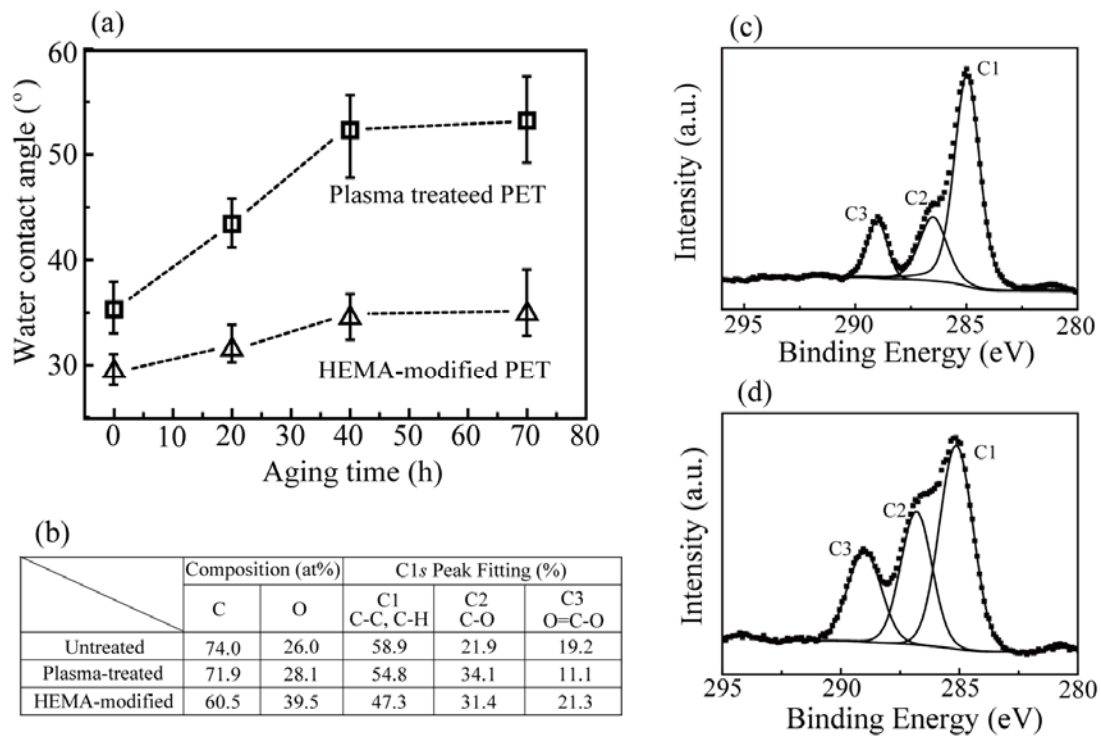 (a)
60
50
40
30
Water contact angle (°)
Plasma treateed PET
HEMA-modified PET
0 10 20 30 40 50 60 70 80
Aging time (h)
(b)
Composition (at%) C1s Peak Fitting (%)
C O C1 C-C, C-H C2 C-O C3 O=C-O
Untreated 74.0 26.0 58.9 21.9 19.2
Plasma-treated 71.9 28.1 54.8 34.1 11.1
HEMA-modified 60.5 39.5 47.3 31.4 21.3
(c)
Intensity (a.u.)
C1
C2
C3
295 290 285 280
Binding Energy (eV)
(d)
Intensity (a.u.)
C1
C2
C3
295 290 285 280
Binding Energy (eV)